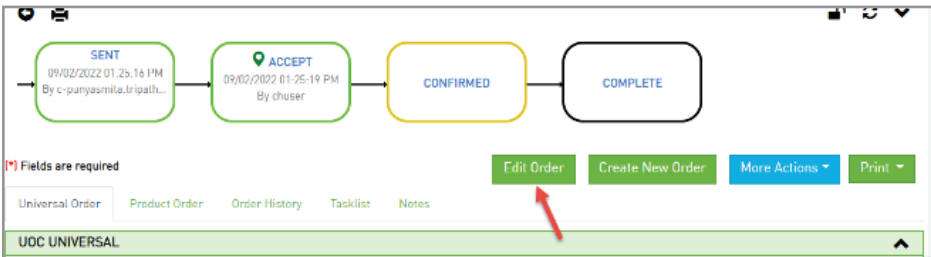 SENT
09/02/2022 01:25:16 PM
By c-punyasmita.tripath...
ACCEPT
09/02/2022 01:25:19 PM
By chuser
CONFIRMED
COMPLETE
(*) Fields are required
Edit Order
Create New Order
More Actions
Print
Universal Order
Product Order
Order History
Tasklist
Notes
UOC UNIVERSAL